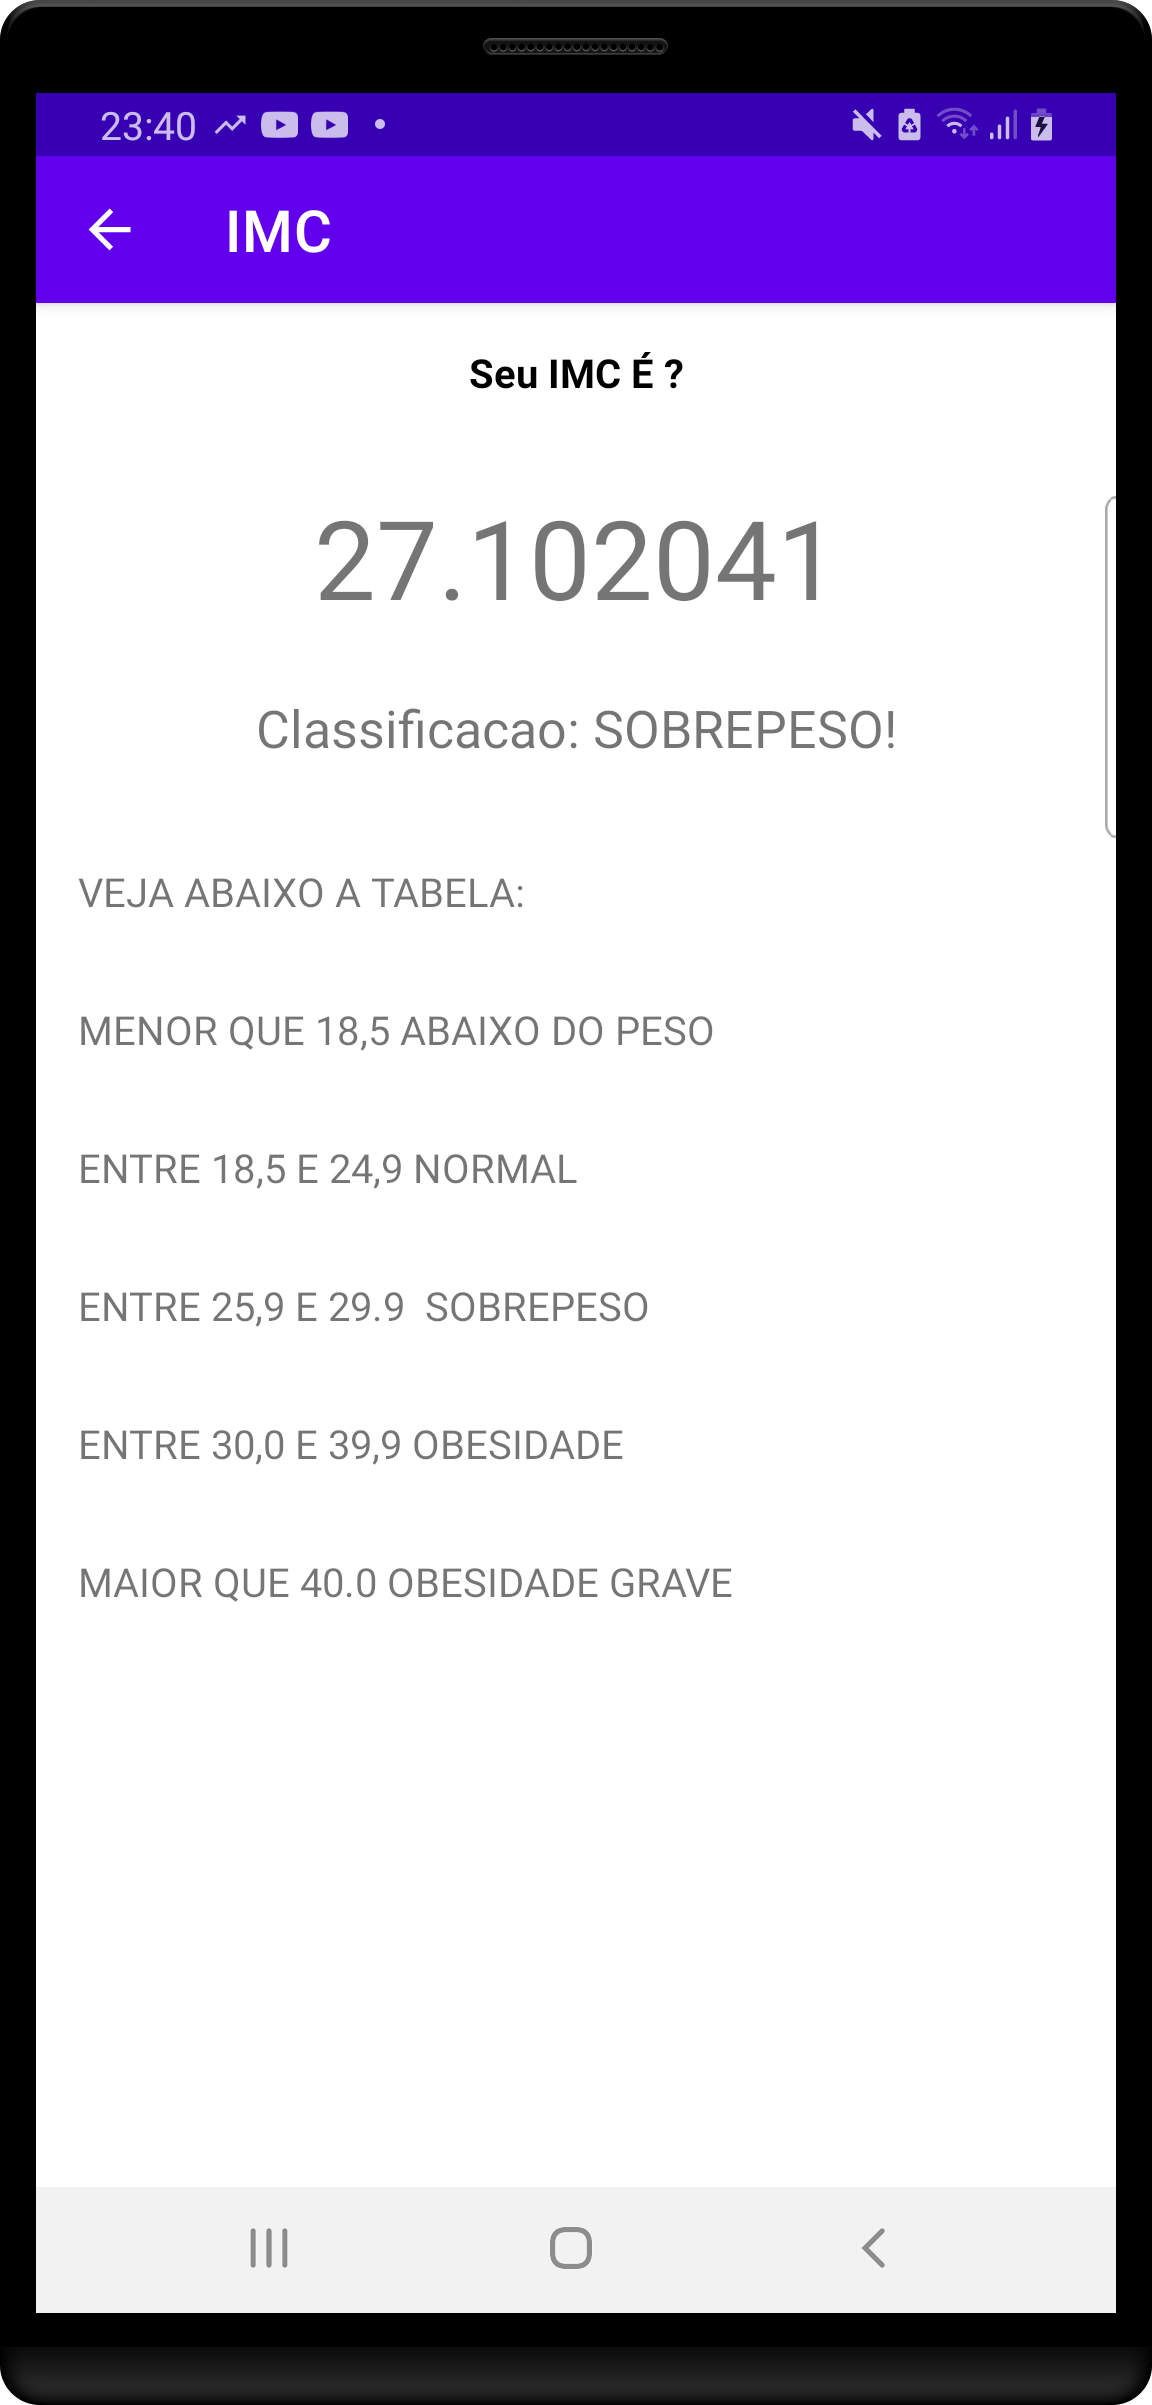 23:40
IMC
Seu IMC É ?
27.102041
Classificacao: SOBREPESO!
VEJA ABAIXO A TABELA:
MENOR QUE 18,5 ABAIXO DO PESO
ENTRE 18,5 E 24,9 NORMAL
ENTRE 25,9 E 29.9  SOBREPESO
ENTRE 30,0 E 39,9 OBESIDADE
MAIOR QUE 40.0 OBESIDADE GRAVE